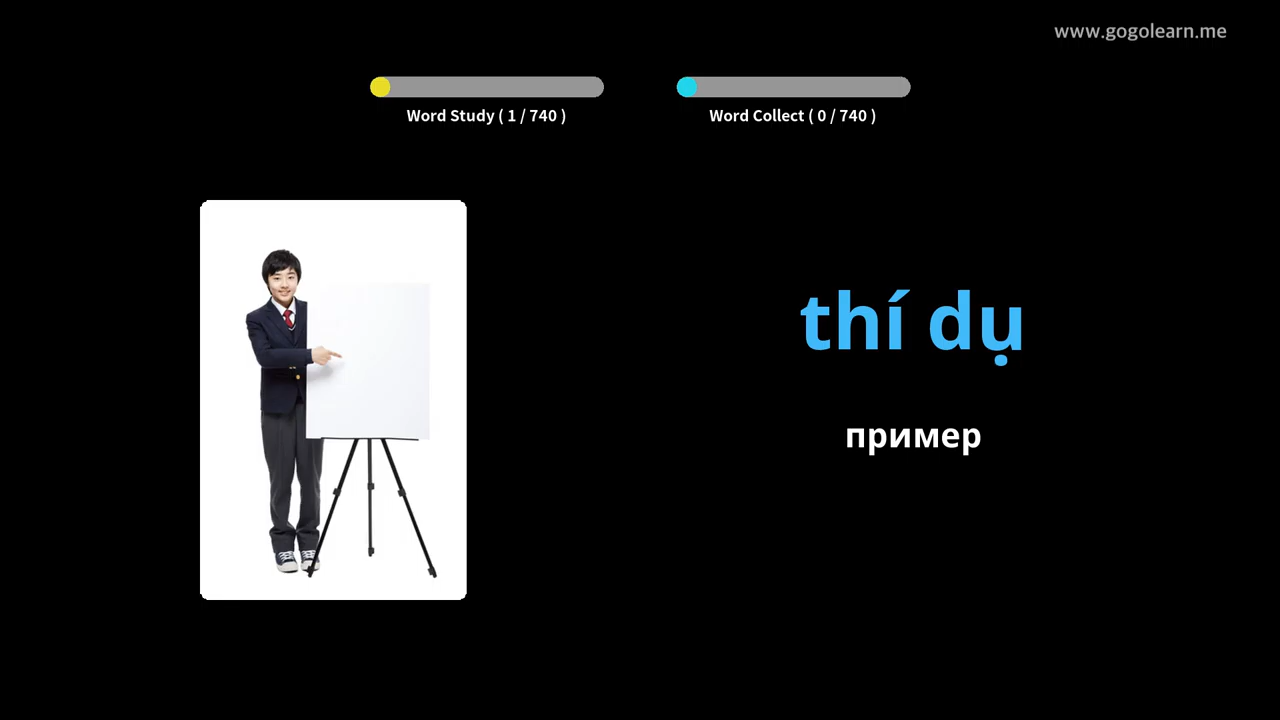 www.gogolearn.me
Word Study ( 1 / 740 )
Word Collect ( 0 / 740 )
thí dụ
пример